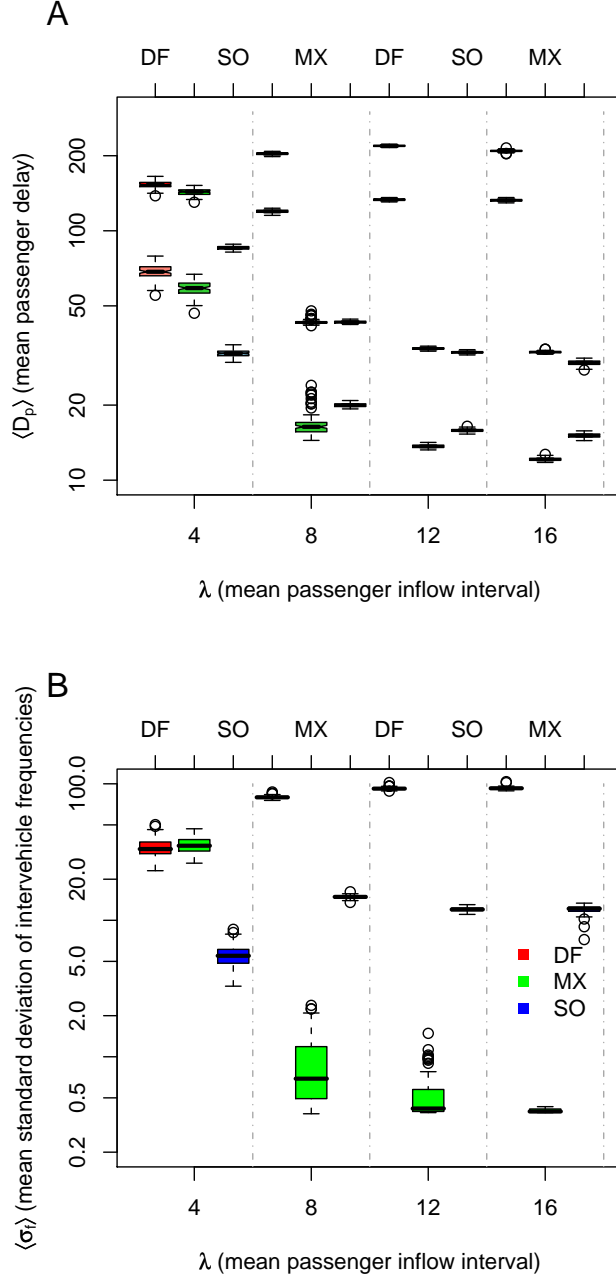 A
DF SO MX DF SO MX
200
100
50
20
10
⟨Dp⟩ (mean passenger delay)
4 8 12 16
λ (mean passenger inflow interval)
B
DF SO MX DF SO MX
100.0
20.0
5.0
2.0
0.5
0.2
⟨σf⟩ (mean standard deviation of intervehicle frequencies)
DF
MX
SO
4 8 12 16
λ (mean passenger inflow interval)